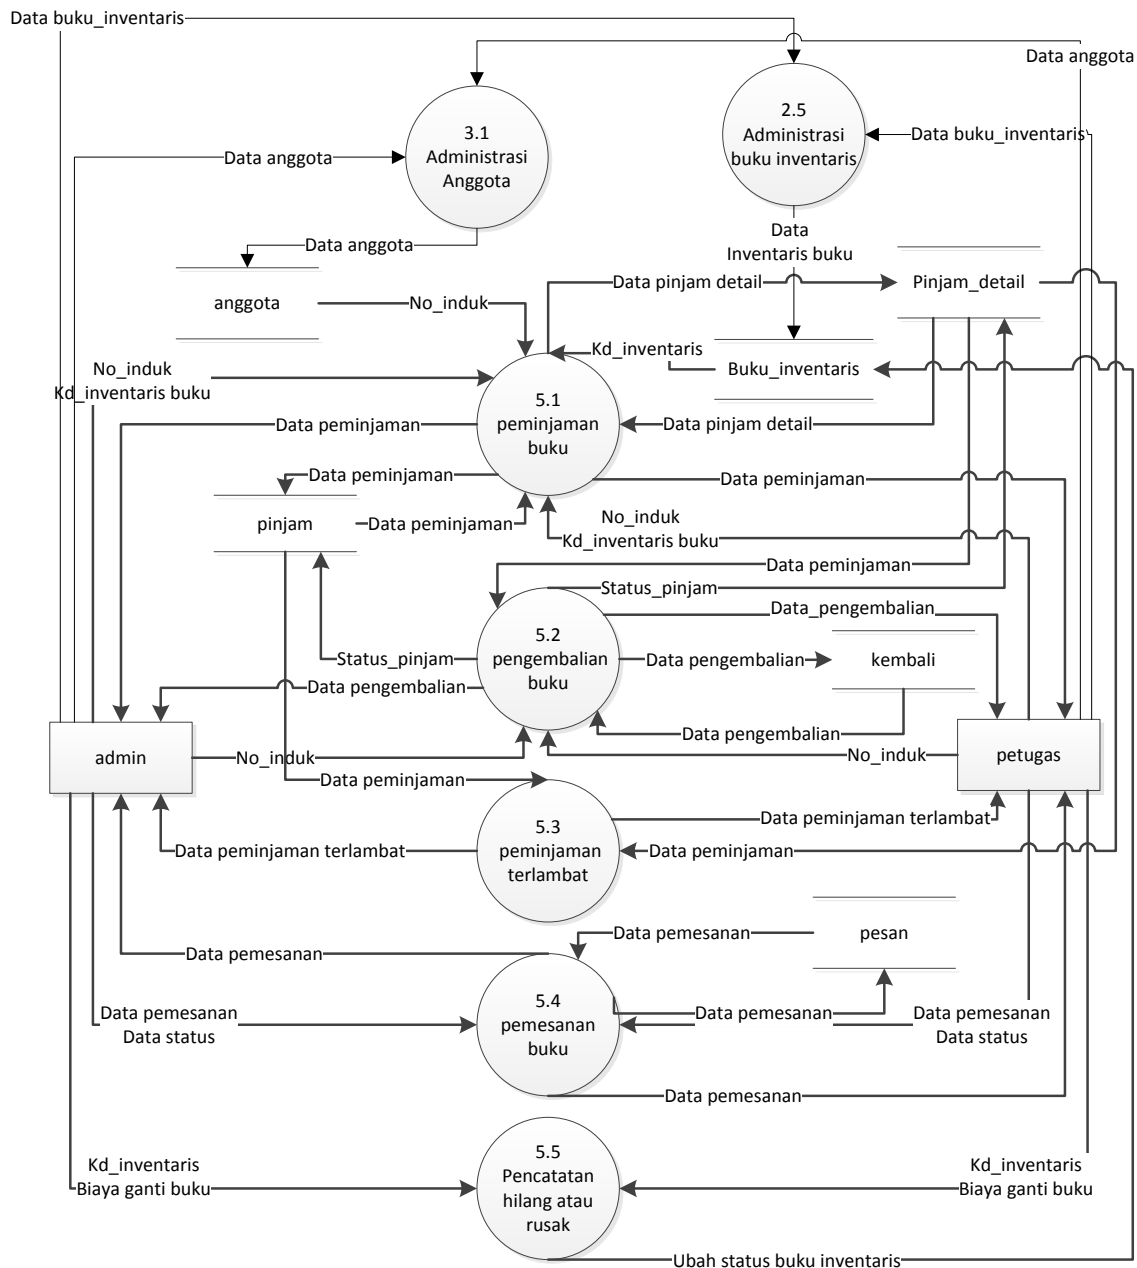 Data buku_inventaris
Data anggota
3.1
Administrasi
Anggota
2.5
Administrasi
buku inventaris
Data buku_inventaris
Data anggota
Data anggota
Data
Inventaris buku
anggota
No_induk
Data pinjam detail
Pinjam_detail
Kd_inventaris
Buku_inventaris
No_induk
Kd_inventaris buku
5.1
peminjaman
buku
Data peminjaman
Data pinjam detail
Data peminjaman
Data peminjaman
pinjam
Data peminjaman
No_induk
Kd_inventaris buku
Data peminjaman
Status_pinjam
Data_pengembalian
5.2
pengembalian
buku
Status_pinjam
Data pengembalian
kembali
Data pengembalian
Data pengembalian
admin
No_induk
No_induk
petugas
Data peminjaman
5.3
peminjaman
terlambat
Data peminjaman terlambat
Data peminjaman terlambat
Data peminjaman
Data pemesanan
pesan
Data pemesanan
5.4
pemesanan
buku
Data pemesanan
Data status
Data pemesanan
Data pemesanan
Data status
Data pemesanan
5.5
Pencatatan
hilang atau
rusak
Kd_inventaris
Biaya ganti buku
Kd_inventaris
Biaya ganti buku
Ubah status buku inventaris